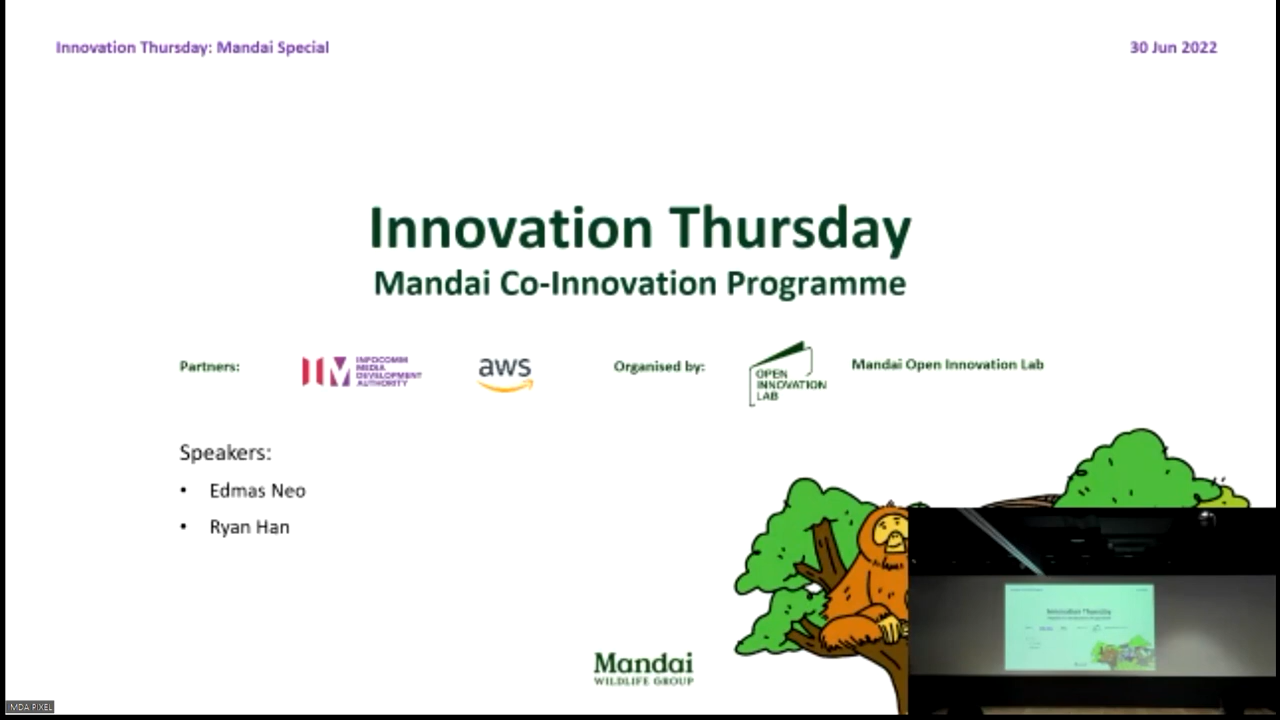 Innovation Thursday: Mandai Special
30 Jun 2022
Innovation Thursday
Mandai Co-Innovation Programme
Partners:
INFOCOMM
MEDIA
DEVELOPMENT
AUTHORITY
aws
Organised by:
OPEN
INNOVATION
LAB
Mandai Open Innovation Lab
Speakers:
• Edmas Neo
• Ryan Han
Mandai
WILDLIFE GROUP
IMDA PIXEL
Innovation Thursday